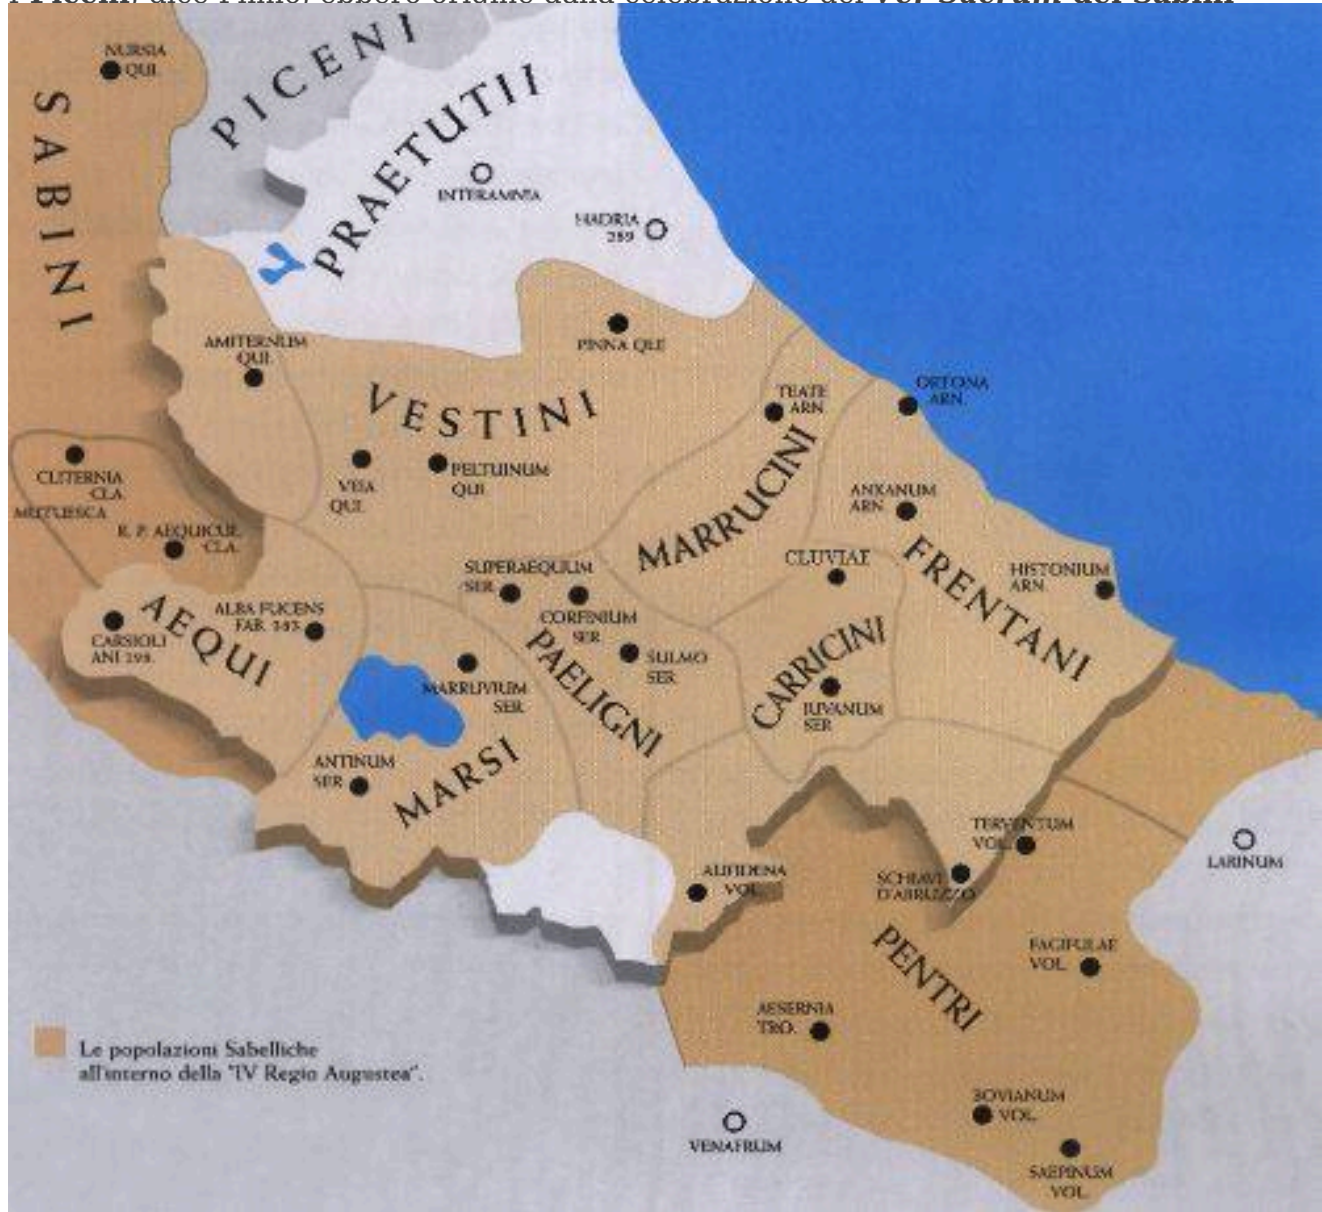 NURSIA
QUI.
PICENI
SABINI
PRAETUTII
INTERAMNIA
HADRIA
289
AMITERNUM
QUI.
PINNA QUI
VESTINI
TEATE
ARN.
ORTONA
ARN.
CLITERNIA
CLA.
MUTUESCA
VEIA
QUI.
PELTUINUM
QUI
MARRUCINI
ANXANUM
ARN.
R. P. AEQUICUL.
CLA.
FRENTANI
SUPERAEQUUM
SER.
CLUVIAE
HISTONIUM
ARN.
CORFINIUM
SER.
AEQUI
ALBA FUCENS
FAB. 303
CARSIOLI
ANI 298.
PAELIGNI
SULMO
SER
CARRICINI
MARRUVIUM
SER.
IUVANUM
SER
ANTINUM
SER.
MARSI
TERVENTUM
VOL.
LARINUM
AUFIDENA
VOL.
SCHIAVI
D'ABRUZZO
PENTRI
FAGIFULAE
VOL.
AESERNIA
TRO.
Le popolazioni Sabelliche
all'interno della "IV Regio Augustea".
BOVIANUM
VOL.
VENAFRUM
SAEPINUM
VOL.